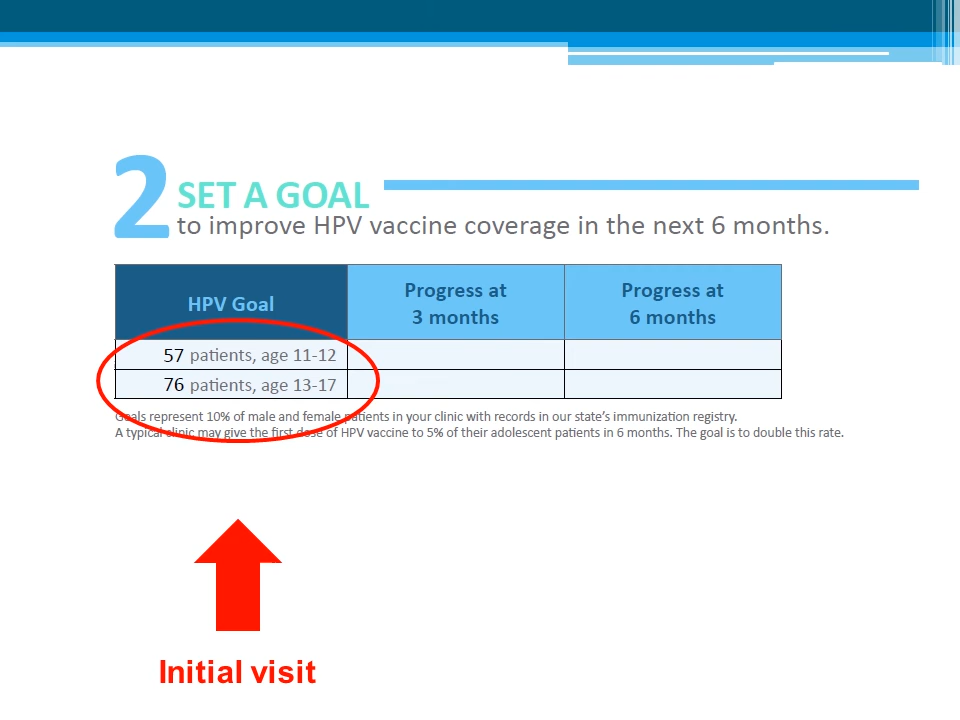 2 SET A GOAL
to improve HPV vaccine coverage in the next 6 months.
HPV Goal
Progress at
3 months
Progress at
6 months
57 patients, age 11-12
76 patients, age 13-17
Goals represent 10% of male and female patients in your clinic with records in our state's immunization registry.
A typical clinic may give the first dose of HPV vaccine to 5% of their adolescent patients in 6 months. The goal is to double this rate.
Initial visit